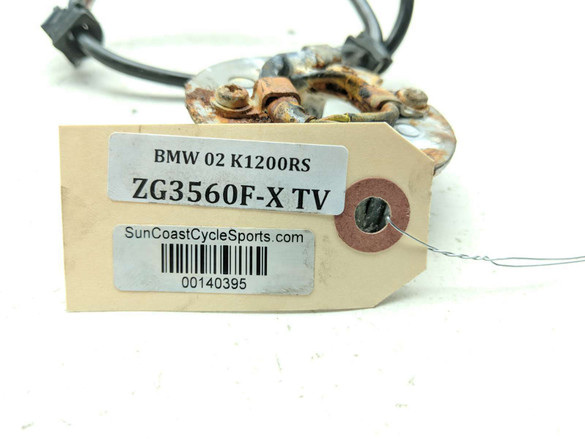 BMW 02 K1200RS
ZG3560F-X TV
SunCoastCycleSports.com
00140395